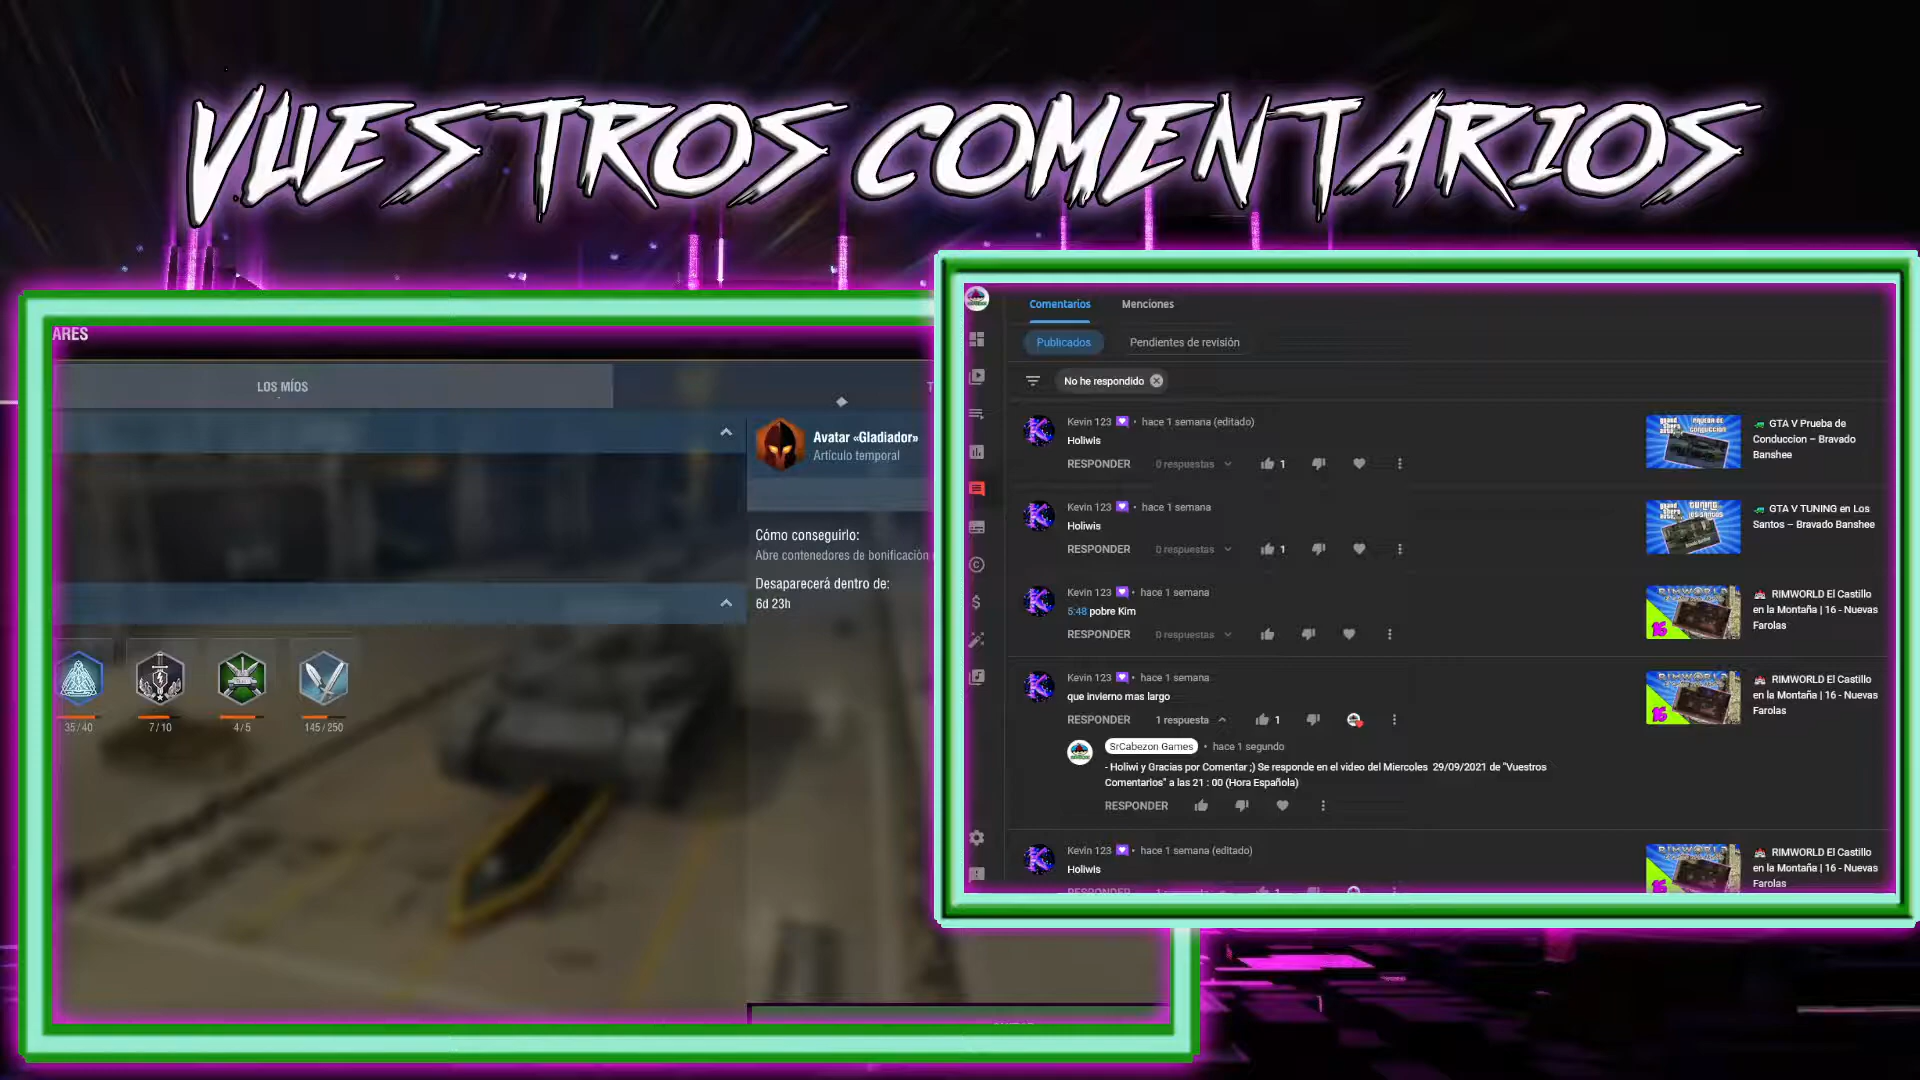 VUESTROS COMENTARIOS
ARES
LOS MÍOS
T
Avatar «Gladiador»
Artículo temporal
Cómo conseguirlo:
Abre contenedores de bonificación
Desaparecerá dentro de:
6d 23h
35/40
7/10
4/5
145/250
Comentarios
Menciones
Publicados
Pendientes de revisión
No he respondido
Kevin 123 • hace 1 semana (editado)
Holiwis
RESPONDER 0 respuestas 1
GTA V Prueba de
Conduccion – Bravado
Banshee
Kevin 123 • hace 1 semana
Holiwis
RESPONDER 0 respuestas 1
GTA V TUNING en Los
Santos – Bravado Banshee
Kevin 123 • hace 1 semana
5:48 pobre Kim
RESPONDER 0 respuestas
RIMWORLD El Castillo
en la Montaña | 16 - Nuevas
Farolas
Kevin 123 • hace 1 semana
que invierno mas largo
RESPONDER 1 respuesta 1
RIMWORLD El Castillo
en la Montaña | 16 - Nuevas
Farolas
SrCabezon Games • hace 1 segundo
- Holiwi y Gracias por Comentar ;) Se responde en el video del Miercoles 29/09/2021 de "Vuestros
Comentarios" a las 21 : 00 (Hora Española)
RESPONDER
Kevin 123 • hace 1 semana (editado)
Holiwis
RESPONDER 1 respuesta 1
RIMWORLD El Castillo
en la Montaña | 16 - Nuevas
Farolas